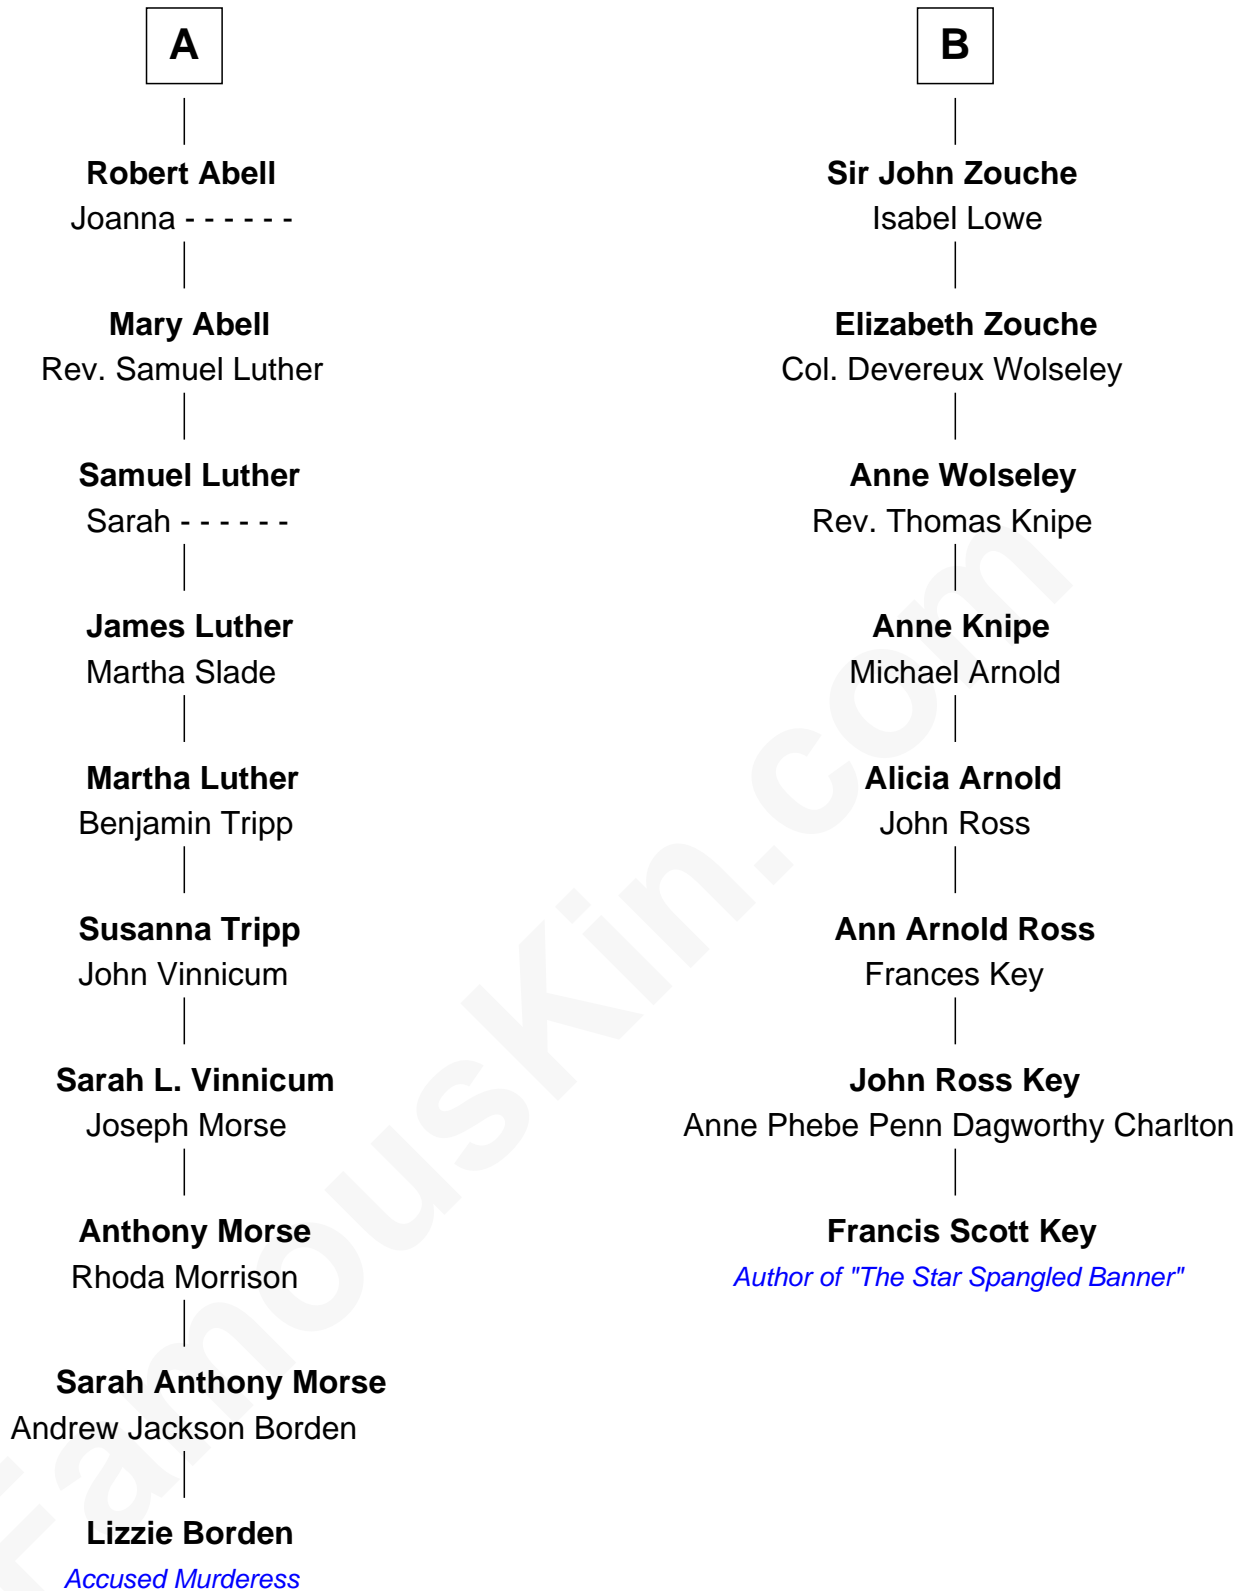 A
Robert Abell
Joanna - - - - - -
Mary Abell
Rev. Samuel Luther
Samuel Luther
Sarah - - - - - -
James Luther
Martha Slade
Martha Luther
Benjamin Tripp
Susanna Tripp
John Vinnicum
Sarah L. Vinnicum
Joseph Morse
Anthony Morse
Rhoda Morrison
Sarah Anthony Morse
Andrew Jackson Borden
Lizzie Borden
Accused Murderess
B
Sir John Zouche
Isabel Lowe
Elizabeth Zouche
Col. Devereux Wolseley
Anne Wolseley
Rev. Thomas Knipe
Anne Knipe
Michael Arnold
Alicia Arnold
John Ross
Ann Arnold Ross
Frances Key
John Ross Key
Anne Phebe Penn Dagworthy Charlton
Francis Scott Key
Author of "The Star Spangled Banner"
FamousKin.com